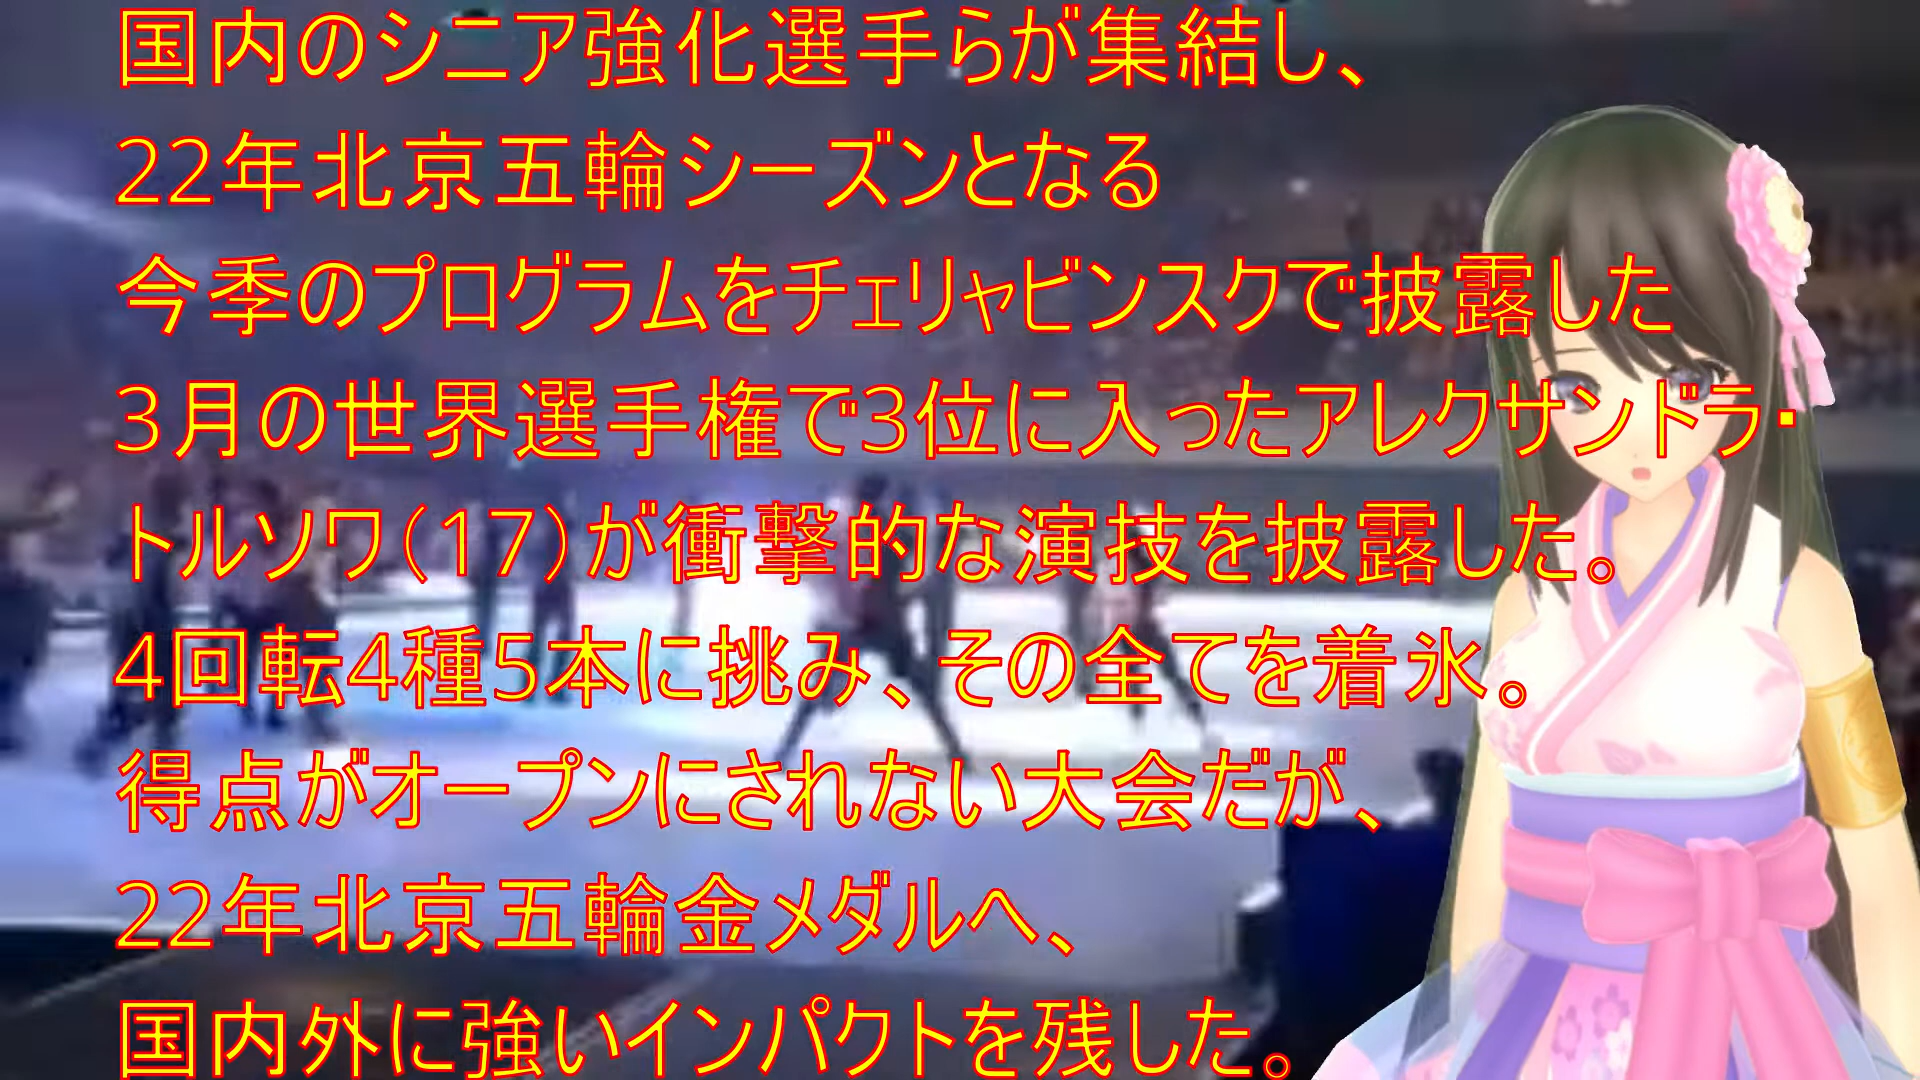 国内のシニア強化選手らが集結し、
22年北京五輪シーズンとなる
今季のプログラムをチェリャビンスクで披露した
3月の世界選手権で3位に入ったアレクサンドラ・
トルソワ(17)が衝撃的な演技を披露した。
4回転4種5本に挑み、その全てを着氷。
得点がオープンにされない大会だが、
22年北京五輪金メダルへ、
国内外に強いインパクトを残した。